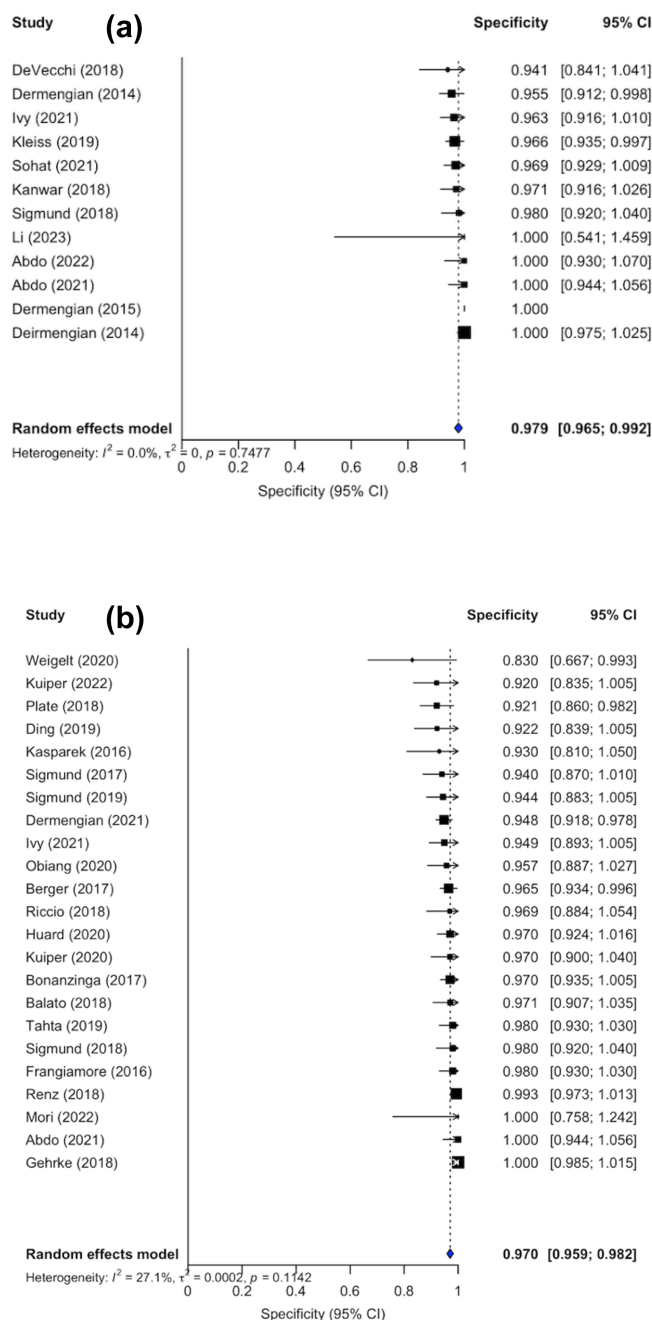 Study (a) Specificity 95% CI
DeVecchi (2018) 0.941 [0.841; 1.041]
Dermengian (2014) 0.955 [0.912; 0.998]
Ivy (2021) 0.963 [0.916; 1.010]
Kleiss (2019) 0.966 [0.935; 0.997]
Sohat (2021) 0.969 [0.929; 1.009]
Kanwar (2018) 0.971 [0.916; 1.026]
Sigmund (2018) 0.980 [0.920; 1.040]
Li (2023) 1.000 [0.541; 1.459]
Abdo (2022) 1.000 [0.930; 1.070]
Abdo (2021) 1.000 [0.944; 1.056]
Dermengian (2015) 1.000
Deirmengian (2014) 1.000 [0.975; 1.025]
Random effects model 0.979 [0.965; 0.992]
Heterogeneity: I² = 0.0%, τ² = 0, p = 0.7477
0 0.2 0.4 0.6 0.8 1
Specificity (95% CI)
Study (b) Specificity 95% CI
Weigelt (2020) 0.830 [0.667; 0.993]
Kuiper (2022) 0.920 [0.835; 1.005]
Plate (2018) 0.921 [0.860; 0.982]
Ding (2019) 0.922 [0.839; 1.005]
Kasparek (2016) 0.930 [0.810; 1.050]
Sigmund (2017) 0.940 [0.870; 1.010]
Sigmund (2019) 0.944 [0.883; 1.005]
Dermengian (2021) 0.948 [0.918; 0.978]
Ivy (2021) 0.949 [0.893; 1.005]
Obiang (2020) 0.957 [0.887; 1.027]
Berger (2017) 0.965 [0.934; 0.996]
Riccio (2018) 0.969 [0.884; 1.054]
Huard (2020) 0.970 [0.924; 1.016]
Kuiper (2020) 0.970 [0.900; 1.040]
Bonanzinga (2017) 0.970 [0.935; 1.005]
Balato (2018) 0.971 [0.907; 1.035]
Tahta (2019) 0.980 [0.930; 1.030]
Sigmund (2018) 0.980 [0.920; 1.040]
Frangiamore (2016) 0.980 [0.930; 1.030]
Renz (2018) 0.993 [0.973; 1.013]
Mori (2022) 1.000 [0.758; 1.242]
Abdo (2021) 1.000 [0.944; 1.056]
Gehrke (2018) 1.000 [0.985; 1.015]
Random effects model 0.970 [0.959; 0.982]
Heterogeneity: I² = 27.1%, τ² = 0.0002, p = 0.1142
0 0.2 0.4 0.6 0.8 1
Specificity (95% CI)